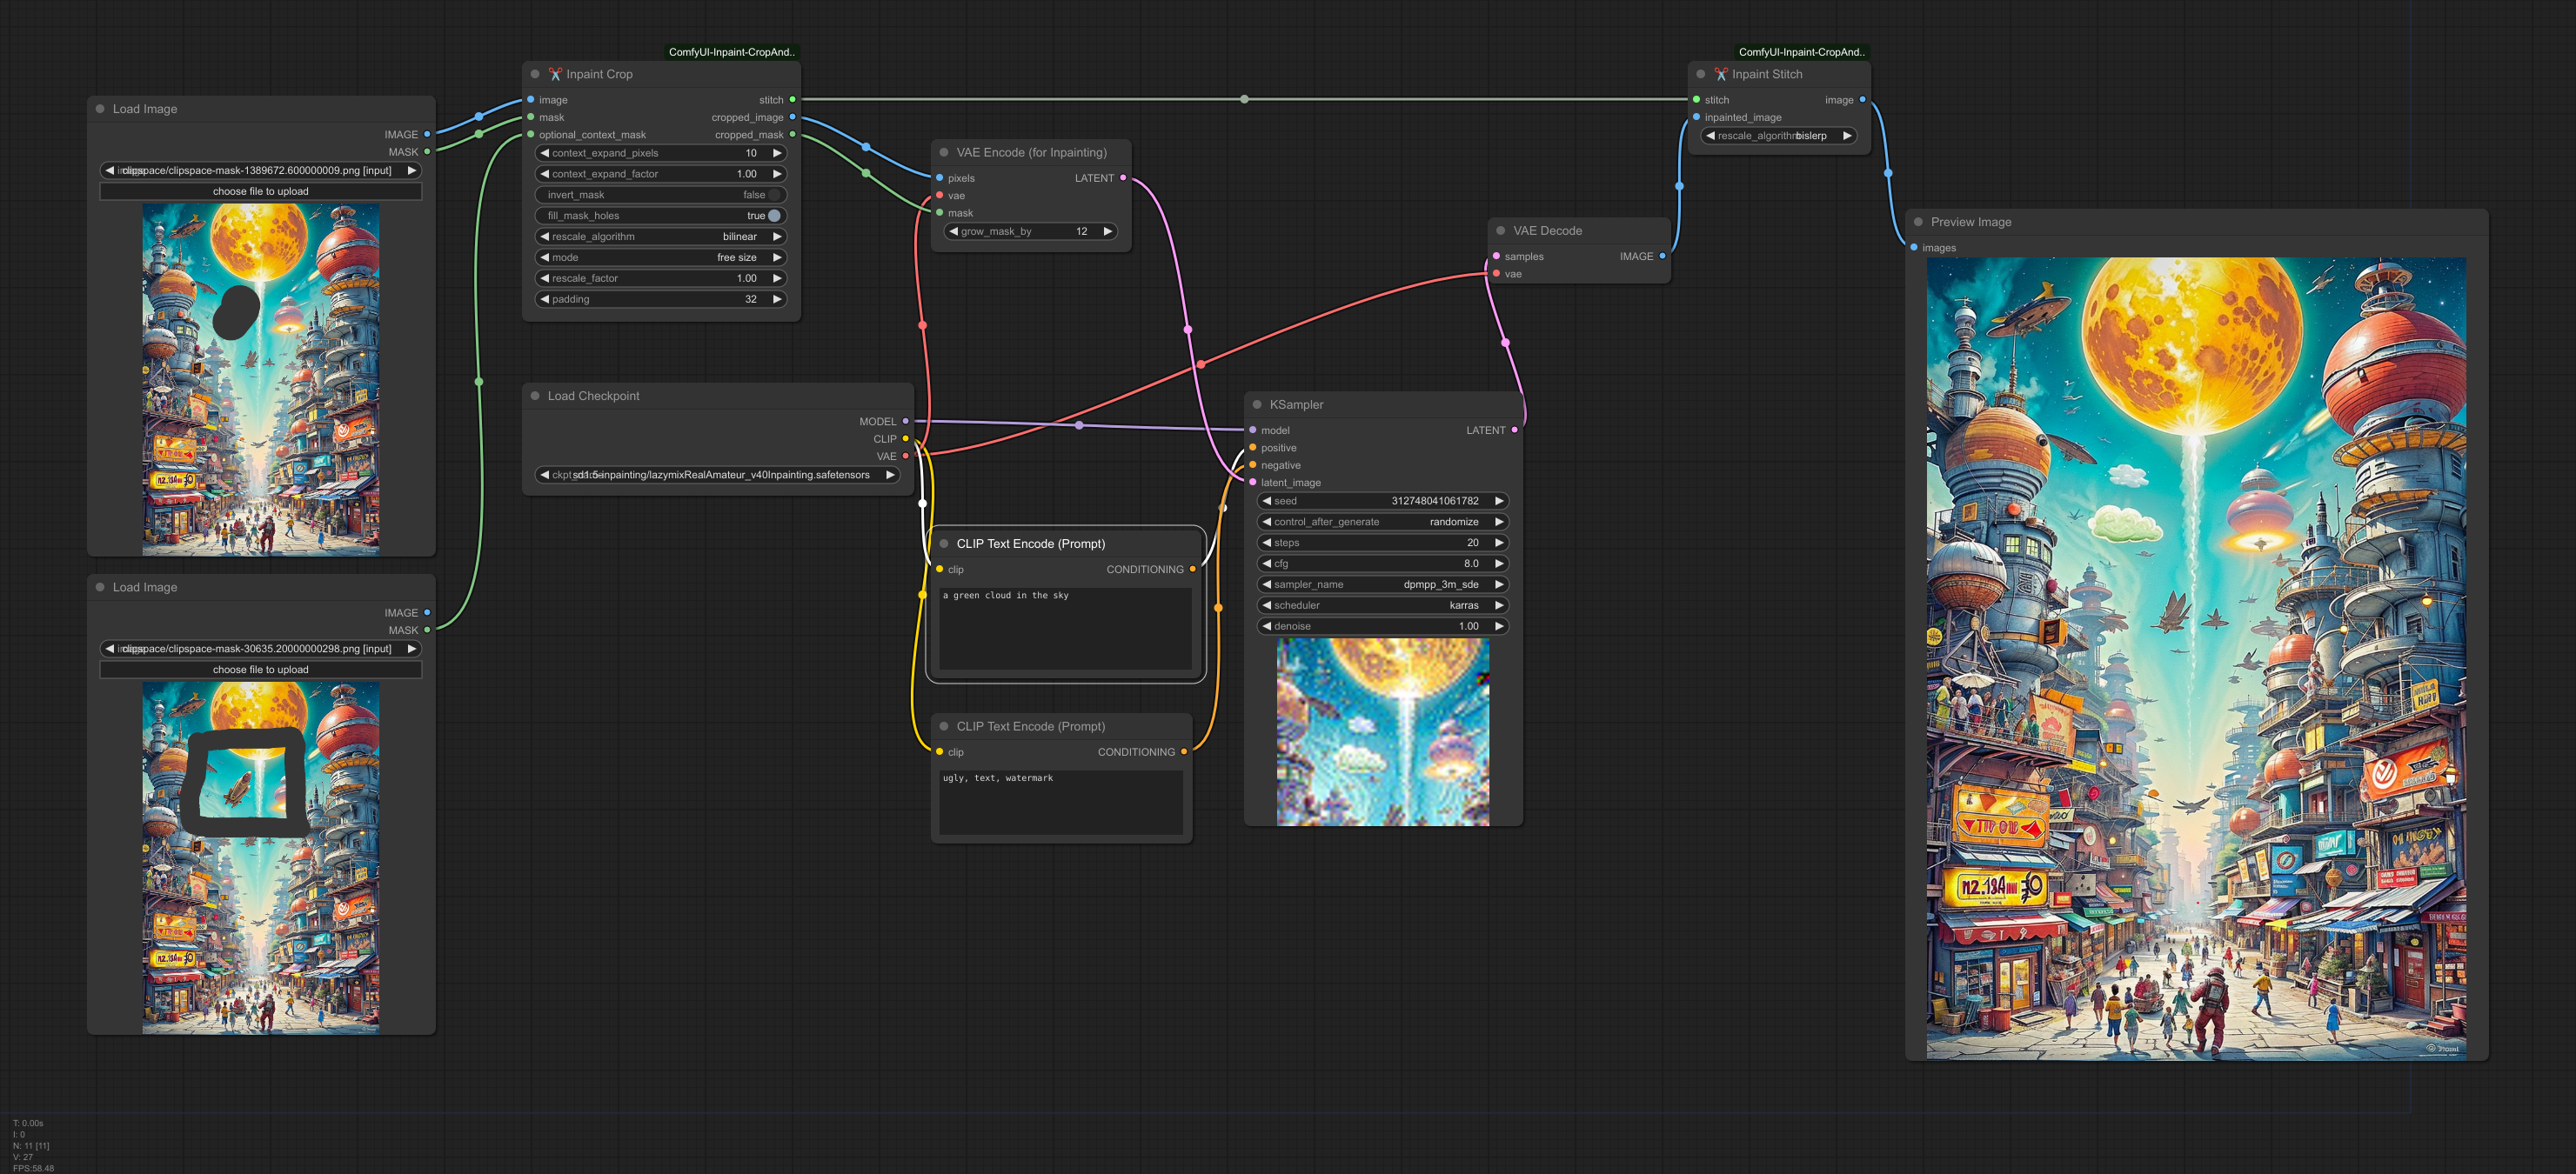 ComfyUI-Inpaint-CropAnd..
✂ Inpaint Crop
image
stitch
mask
cropped_image
optional_context_mask
cropped_mask
context_expand_pixels 10
context_expand_factor 1.00
invert_mask false
fill_mask_holes true
rescale_algorithm bilinear
mode free size
rescale_factor 1.00
padding 32
Load Image
IMAGE
MASK
clipspace/clipspace-mask-1389672.600000009.png [input]
choose file to upload
Load Image
IMAGE
MASK
clipspace/clipspace-mask-30635.20000000298.png [input]
choose file to upload
Load Checkpoint
MODEL
CLIP
VAE
sd1.5-inpainting/lazymixRealAmateur_v40Inpainting.safetensors
VAE Encode (for Inpainting)
pixels
LATENT
vae
mask
grow_mask_by 12
CLIP Text Encode (Prompt)
clip
CONDITIONING
a green cloud in the sky
CLIP Text Encode (Prompt)
clip
CONDITIONING
ugly, text, watermark
KSampler
model
LATENT
positive
negative
latent_image
seed 312748041061782
control_after_generate randomize
steps 20
cfg 8.0
sampler_name dpmpp_3m_sde
scheduler karras
denoise 1.00
VAE Decode
samples
IMAGE
vae
ComfyUI-Inpaint-CropAnd..
✂ Inpaint Stitch
stitch
image
inpainted_image
rescale_algorithm bislerp
Preview Image
images
T: 0.00s
I: 0
N: 11 [11]
V: 27
FPS:58.48